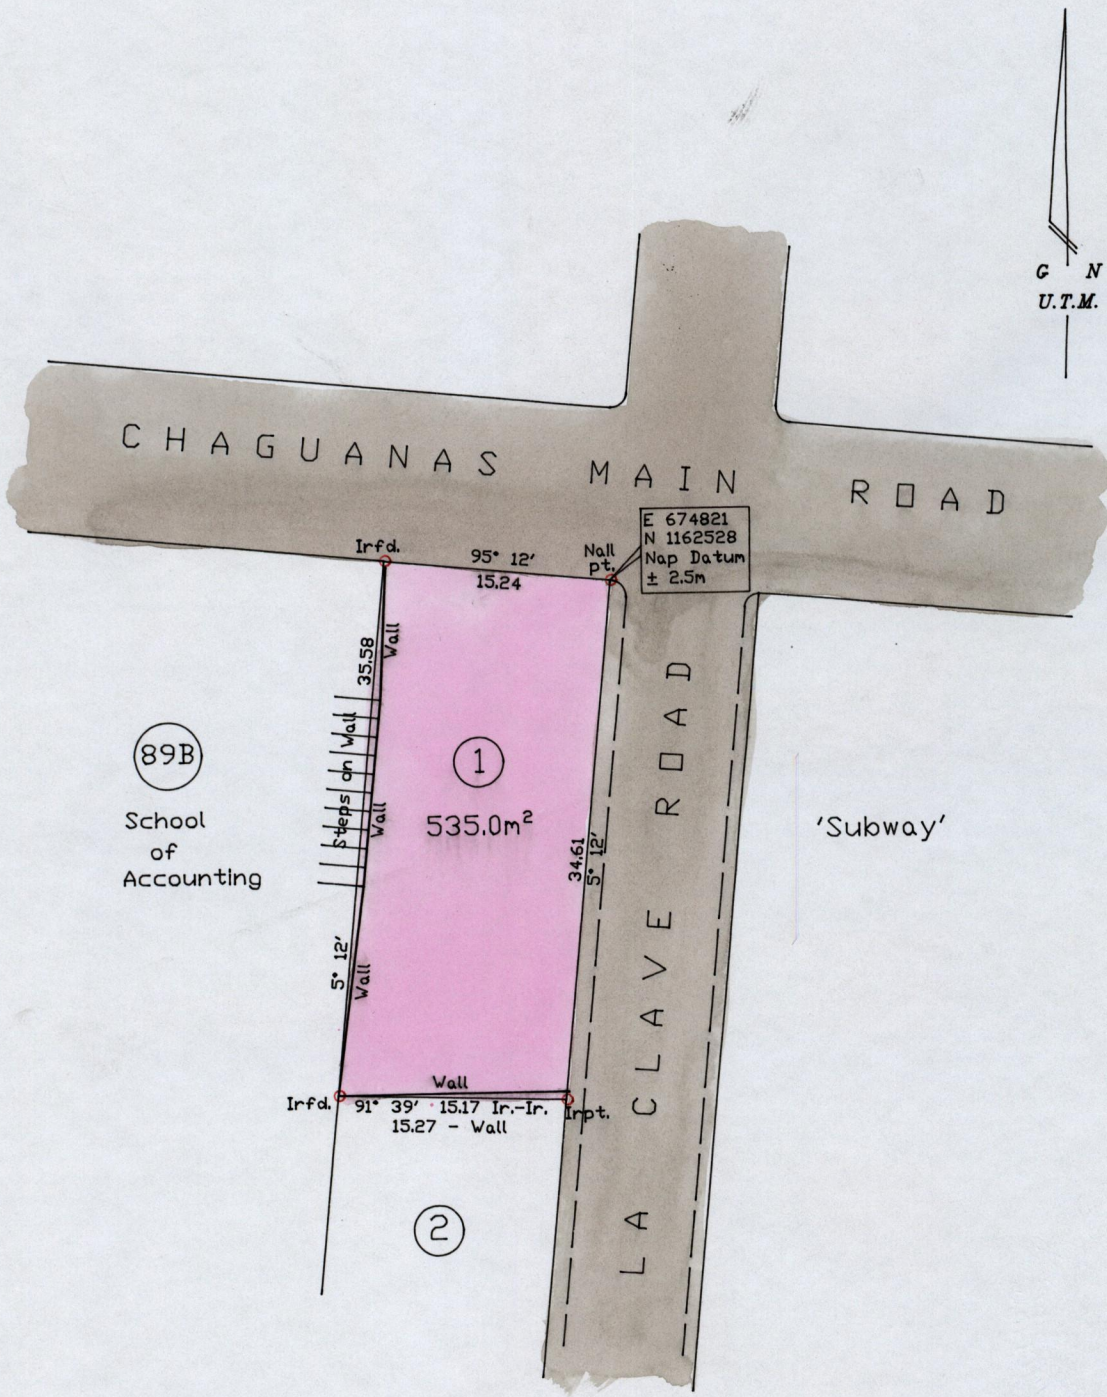 G N
U.T.M.
CHAGUANAS MAIN ROAD
E 674821
N 1162528
Nap Datum
± 2.5m
Irfd.
95° 12'
15.24
Nail
pt.
35.58
Wall
Steps on Wall
Wall
5° 12'
Wall
89B
School
of
Accounting
1
535.0m²
34.61
5° 12'
LA CLAVE ROAD
'Subway'
Wall
Irfd.
91° 39' 15.17 Ir.-Ir.
15.27 - Wall
Irpt.
2